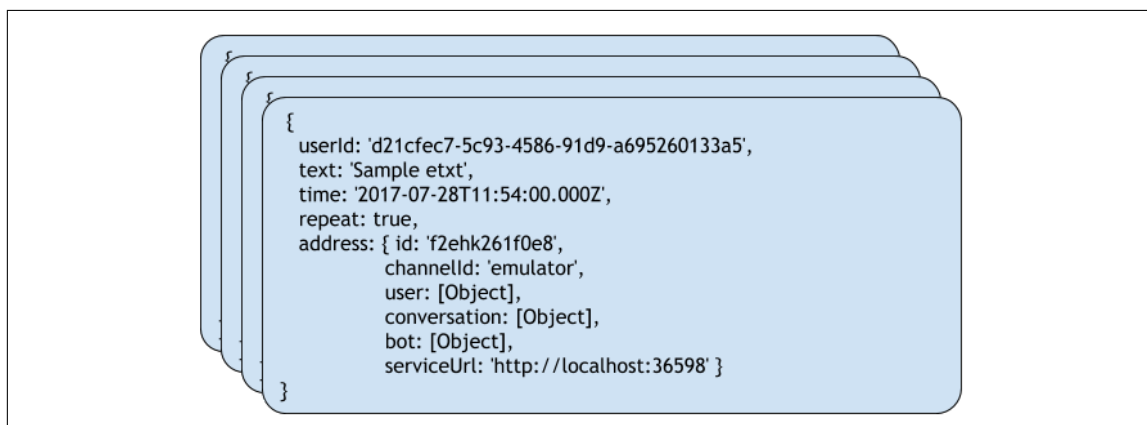 {
{
{
{
userId: 'd21cfec7-5c93-4586-91d9-a695260133a5',
text: 'Sample etxt',
time: '2017-07-28T11:54:00.000Z',
repeat: true,
address: { id: 'f2ehk261f0e8',
channelId: 'emulator',
user: [Object],
conversation: [Object],
bot: [Object],
serviceUrl: 'http://localhost:36598' }
}